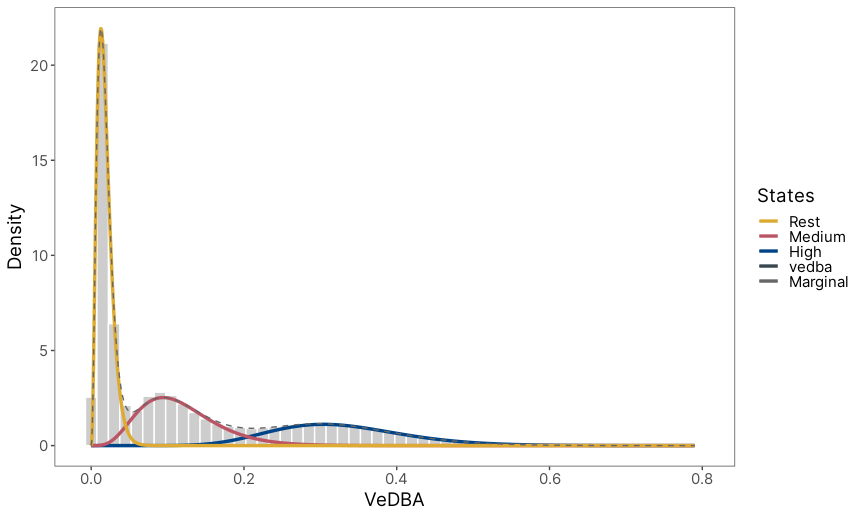 20
15
10
5
0
Density
0.0 0.2 0.4 0.6 0.8
VeDBA
States
Rest
Medium
High
vedba
Marginal